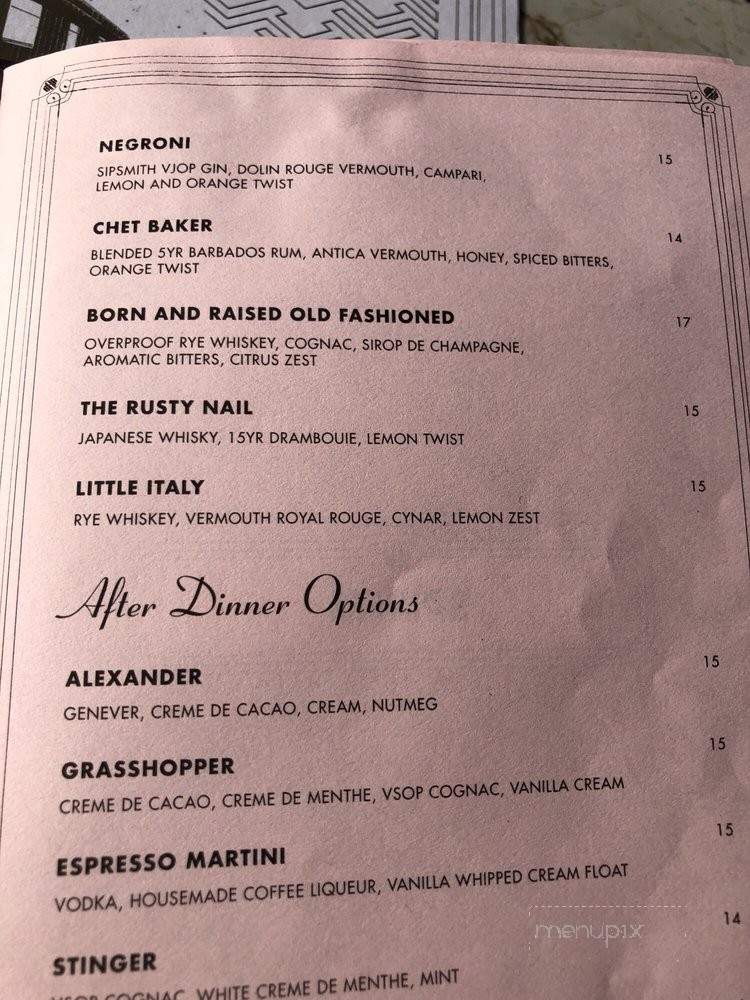 NEGRONI 15
SIPSMITH VJOP GIN, DOLIN ROUGE VERMOUTH, CAMPARI,
LEMON AND ORANGE TWIST
CHET BAKER 14
BLENDED 5YR BARBADOS RUM, ANTICA VERMOUTH, HONEY, SPICED BITTERS,
ORANGE TWIST
BORN AND RAISED OLD FASHIONED 17
OVERPROOF RYE WHISKEY, COGNAC, SIROP DE CHAMPAGNE,
AROMATIC BITTERS, CITRUS ZEST
THE RUSTY NAIL 15
JAPANESE WHISKY, 15YR DRAMBOUIE, LEMON TWIST
LITTLE ITALY 15
RYE WHISKEY, VERMOUTH ROYAL ROUGE, CYNAR, LEMON ZEST
After Dinner Options
ALEXANDER 15
GENEVER, CREME DE CACAO, CREAM, NUTMEG
GRASSHOPPER 15
CREME DE CACAO, CREME DE MENTHE, VSOP COGNAC, VANILLA CREAM
ESPRESSO MARTINI 15
VODKA, HOUSEMADE COFFEE LIQUEUR, VANILLA WHIPPED CREAM FLOAT
STINGER 14
VSOP COGNAC, WHITE CREME DE MENTHE, MINT
menupix